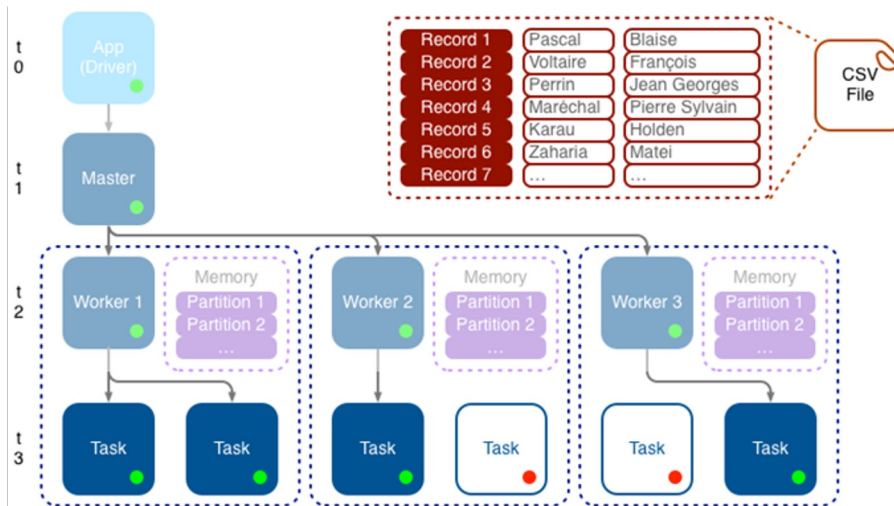 t
0
App
(Driver)
Record 1 Pascal Blaise
Record 2 Voltaire François
Record 3 Perrin Jean Georges
Record 4 Maréchal Pierre Sylvain
Record 5 Karau Holden
Record 6 Zaharia Matei
Record 7 … …
CSV
File
t
1
Master
t
2
Worker 1
Memory
Partition 1
Partition 2
…
Worker 2
Memory
Partition 1
Partition 2
…
Worker 3
Memory
Partition 1
Partition 2
…
t
3
Task
Task
Task
Task
Task
Task